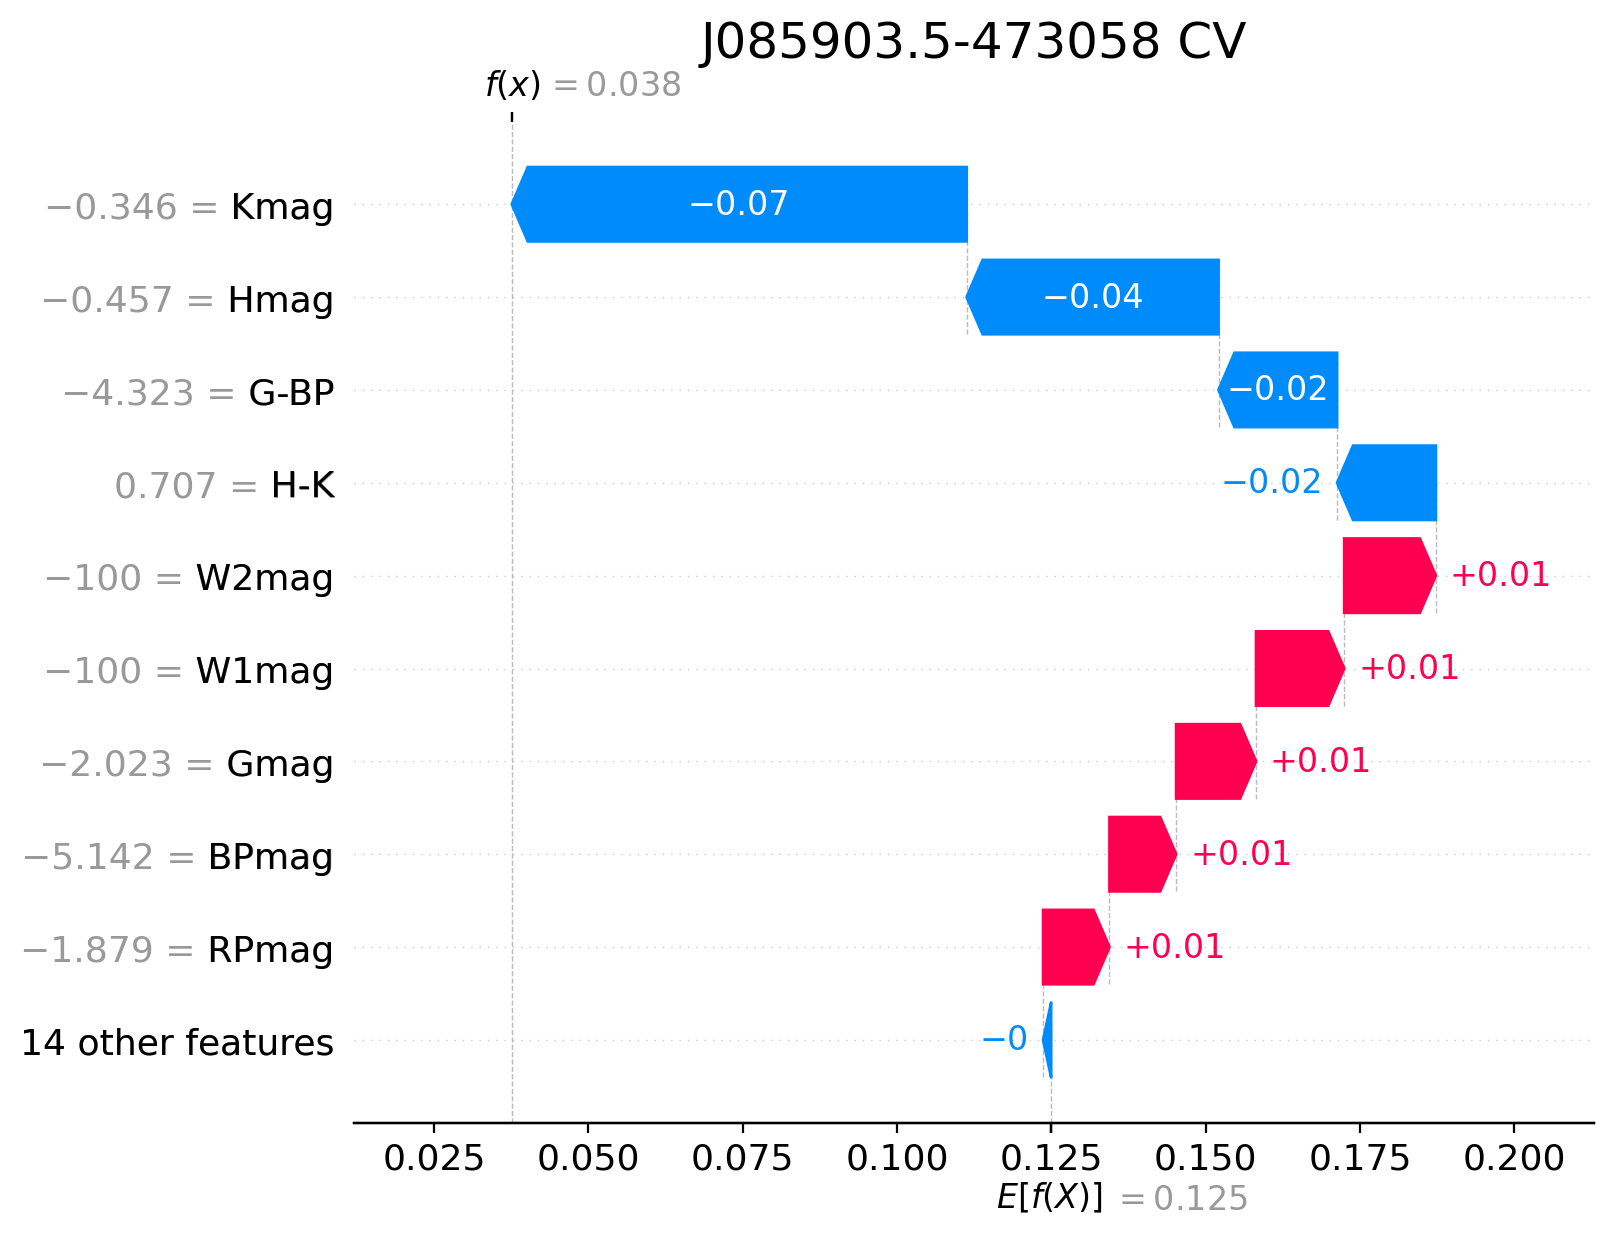 J085903.5-473058 CV
f(x) = 0.038
−0.346 = Kmag
−0.07
−0.457 = Hmag
−0.04
−4.323 = G-BP
−0.02
0.707 = H-K
−0.02
−100 = W2mag
+0.01
−100 = W1mag
+0.01
−2.023 = Gmag
+0.01
−5.142 = BPmag
+0.01
−1.879 = RPmag
+0.01
14 other features
−0
0.025 0.050 0.075 0.100 0.125 0.150 0.175 0.200
E[f(X)] = 0.125